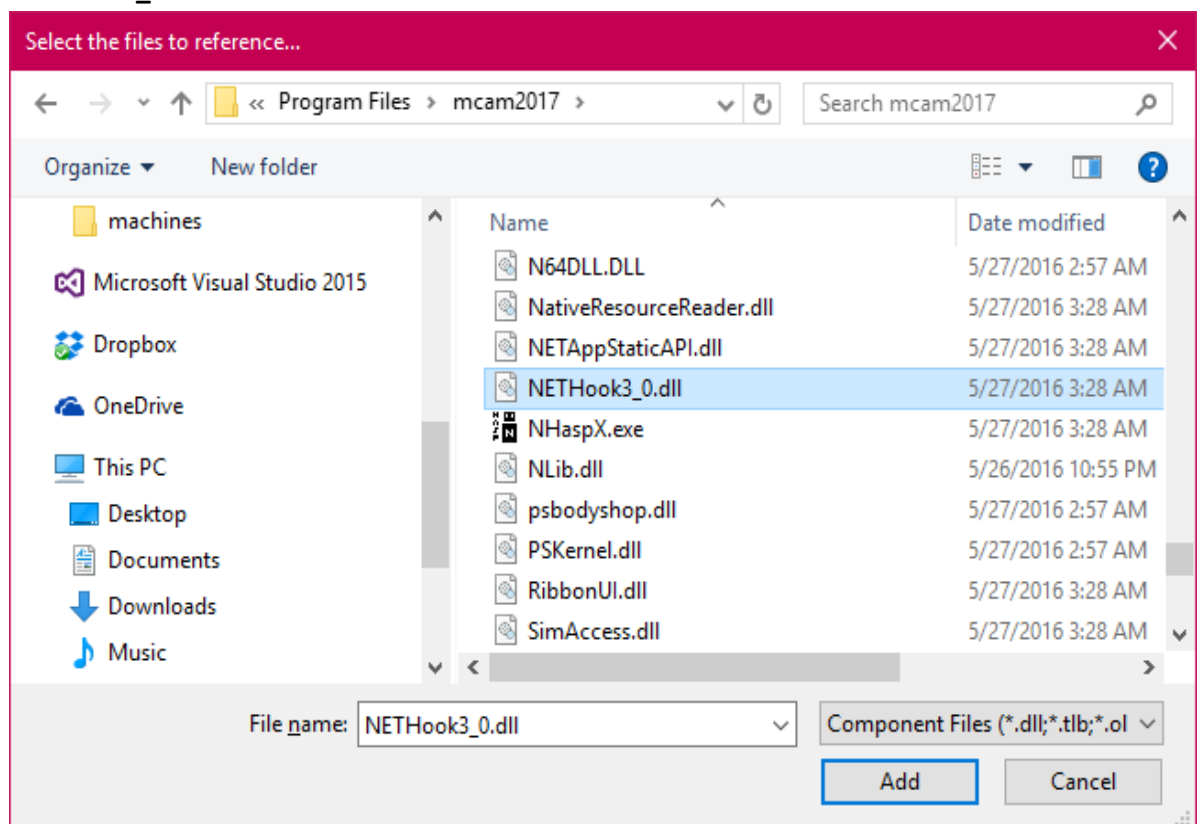 Select the files to reference...
« Program Files › mcam2017 ›
Search mcam2017
Organize
New folder
machines
Microsoft Visual Studio 2015
Dropbox
OneDrive
This PC
Desktop
Documents
Downloads
Music
Name Date modified
N64DLL.DLL 5/27/2016 2:57 AM
NativeResourceReader.dll 5/27/2016 3:28 AM
NETAppStaticAPI.dll 5/27/2016 3:28 AM
NETHook3_0.dll 5/27/2016 3:28 AM
NHaspX.exe 5/27/2016 3:28 AM
NLib.dll 5/26/2016 10:55 PM
psbodyshop.dll 5/27/2016 2:57 AM
PSKernel.dll 5/27/2016 2:57 AM
RibbonUI.dll 5/27/2016 3:28 AM
SimAccess.dll 5/27/2016 3:28 AM
File name: NETHook3_0.dll
Component Files (*.dll;*.tlb;*.ol
Add
Cancel